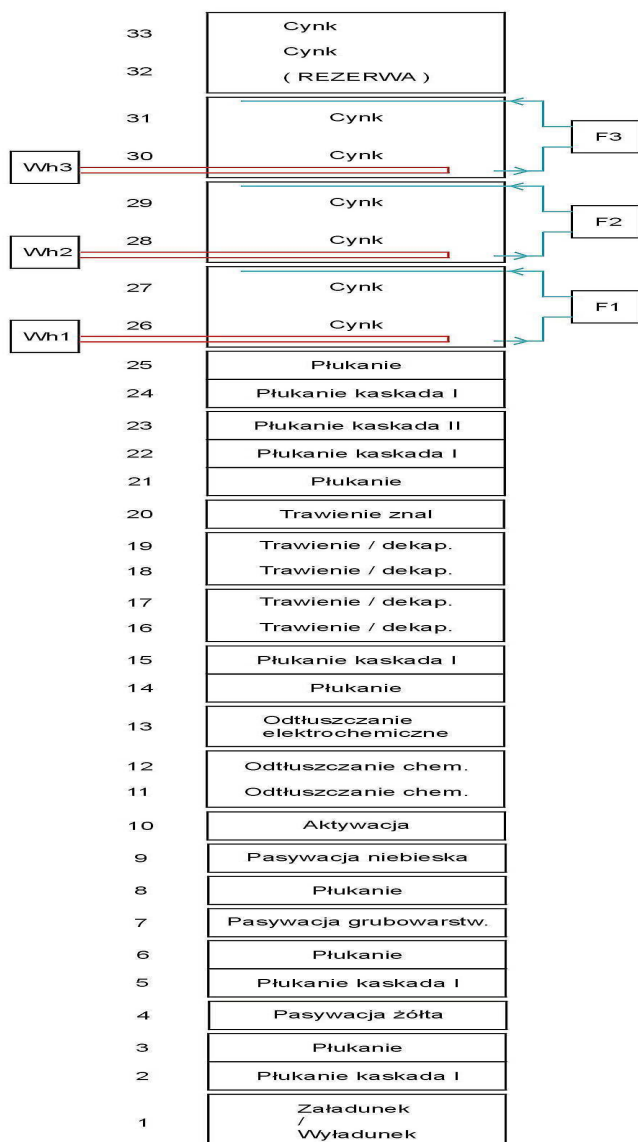 33 Cynk
Cynk
32 ( REZERWA )
31 Cynk
F3
30 Cynk
Wh3
29 Cynk
F2
28 Cynk
Wh2
27 Cynk
F1
26 Cynk
Wh1
25 Płukanie
24 Płukanie kaskada I
23 Płukanie kaskada II
22 Płukanie kaskada I
21 Płukanie
20 Trawienie znal
19 Trawienie / dekap.
18 Trawienie / dekap.
17 Trawienie / dekap.
16 Trawienie / dekap.
15 Płukanie kaskada I
14 Płukanie
13 Odtłuszczanie
elektrochemiczne
12 Odtłuszczanie chem.
11 Odtłuszczanie chem.
10 Aktywacja
9 Pasywacja niebieska
8 Płukanie
7 Pasywacja grubowarstw.
6 Płukanie
5 Płukanie kaskada I
4 Pasywacja żółta
3 Płukanie
2 Płukanie kaskada I
1 Załadunek
/
Wyładunek